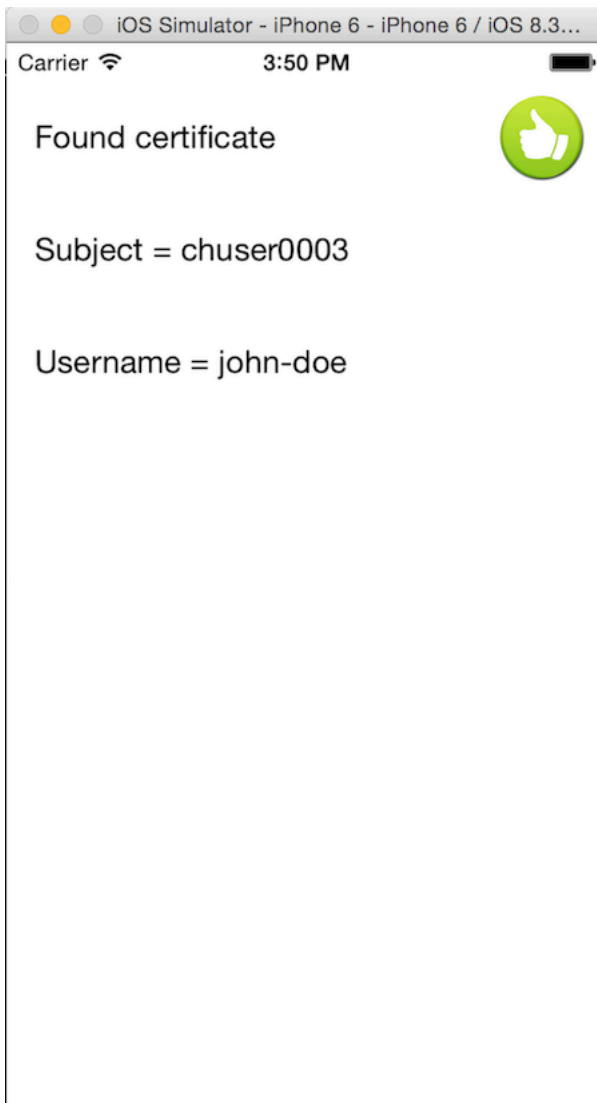 iOS Simulator - iPhone 6 - iPhone 6 / iOS 8.3...
Carrier 3:50 PM
Found certificate
Subject = chuser0003
Username = john-doe